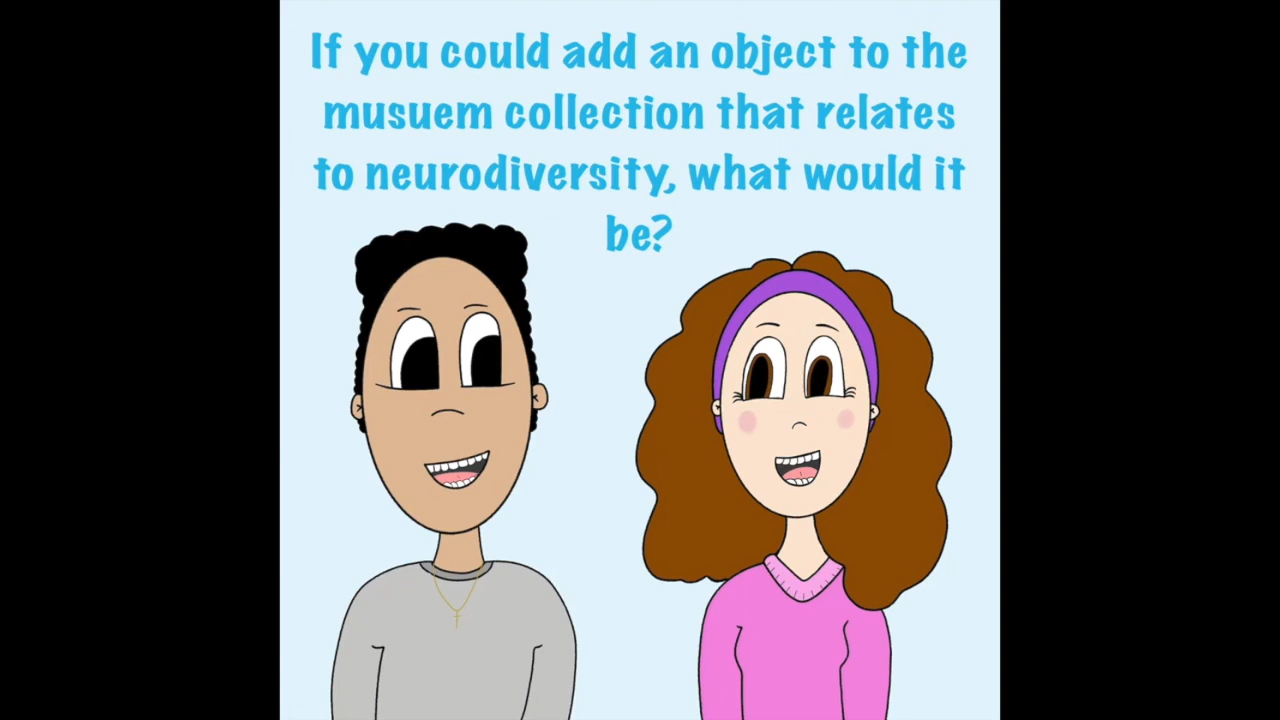 If you could add an object to the
musuem collection that relates
to neurodiversity, what would it
be?